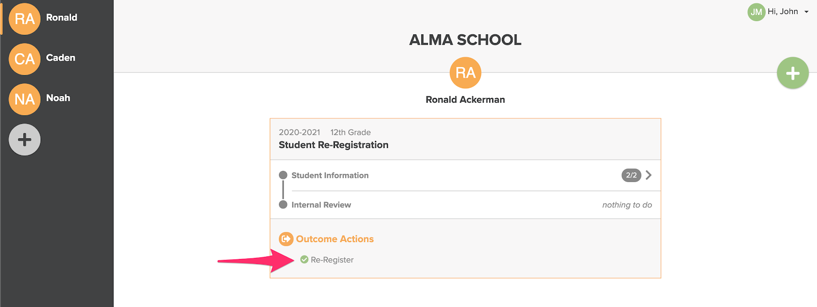 RA Ronald
CA Caden
NA Noah
JM Hi, John
ALMA SCHOOL
RA
Ronald Ackerman
2020-2021 12th Grade
Student Re-Registration
Student Information 2/2
Internal Review nothing to do
Outcome Actions
Re-Register